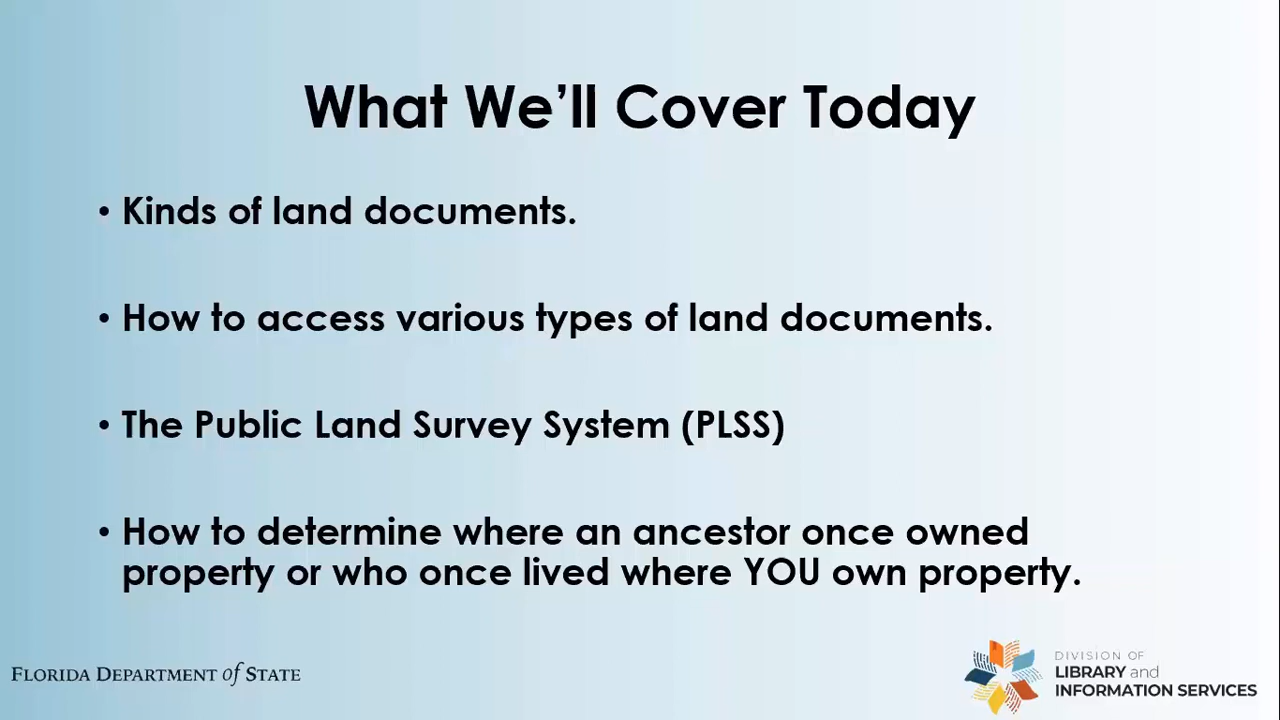 What We’ll Cover Today
• Kinds of land documents.
• How to access various types of land documents.
• The Public Land Survey System (PLSS)
• How to determine where an ancestor once owned
property or who once lived where YOU own property.
FLORIDA DEPARTMENT of STATE
DIVISION OF
LIBRARY and
INFORMATION SERVICES